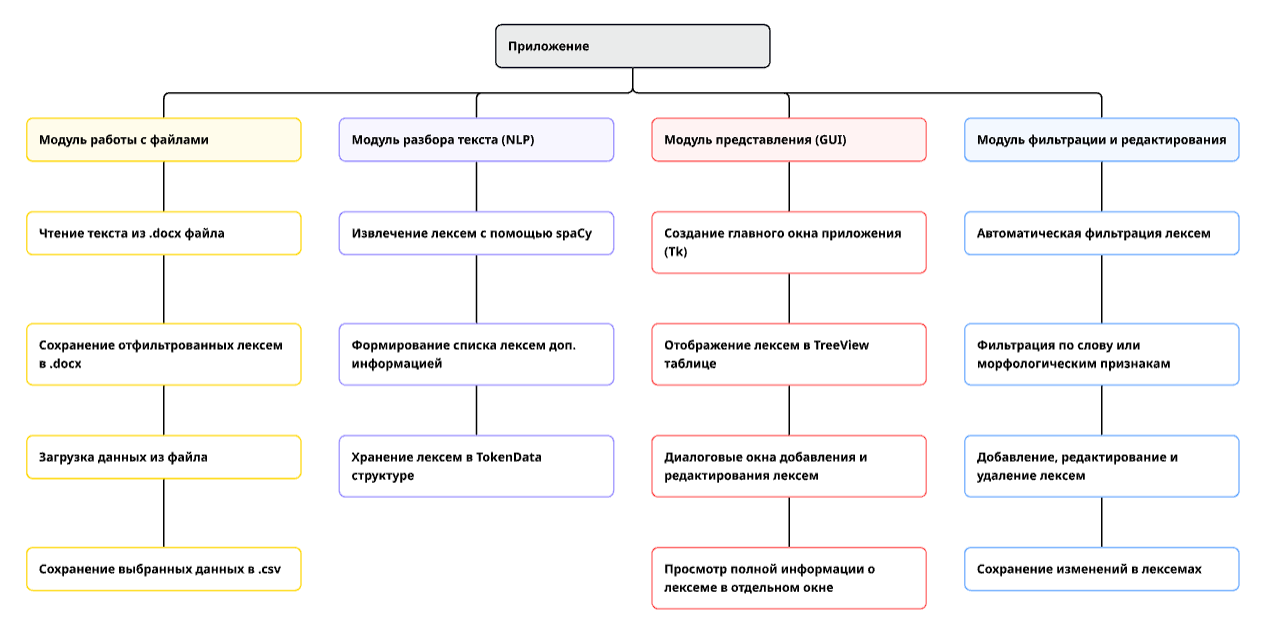 Приложение
Модуль работы с файлами
Чтение текста из .docx файла
Сохранение отфильтрованных лексем
в .docx
Загрузка данных из файла
Сохранение выбранных данных в .csv
Модуль разбора текста (NLP)
Извлечение лексем с помощью spaCy
Формирование списка лексем доп.
информацией
Хранение лексем в TokenData
структуре
Модуль представления (GUI)
Создание главного окна приложения
(Tk)
Отображение лексем в TreeView
таблице
Диалоговые окна добавления и
редактирования лексем
Просмотр полной информации о
лексеме в отдельном окне
Модуль фильтрации и редактирования
Автоматическая фильтрация лексем
Фильтрация по слову или
морфологическим признакам
Добавление, редактирование и
удаление лексем
Сохранение изменений в лексемах